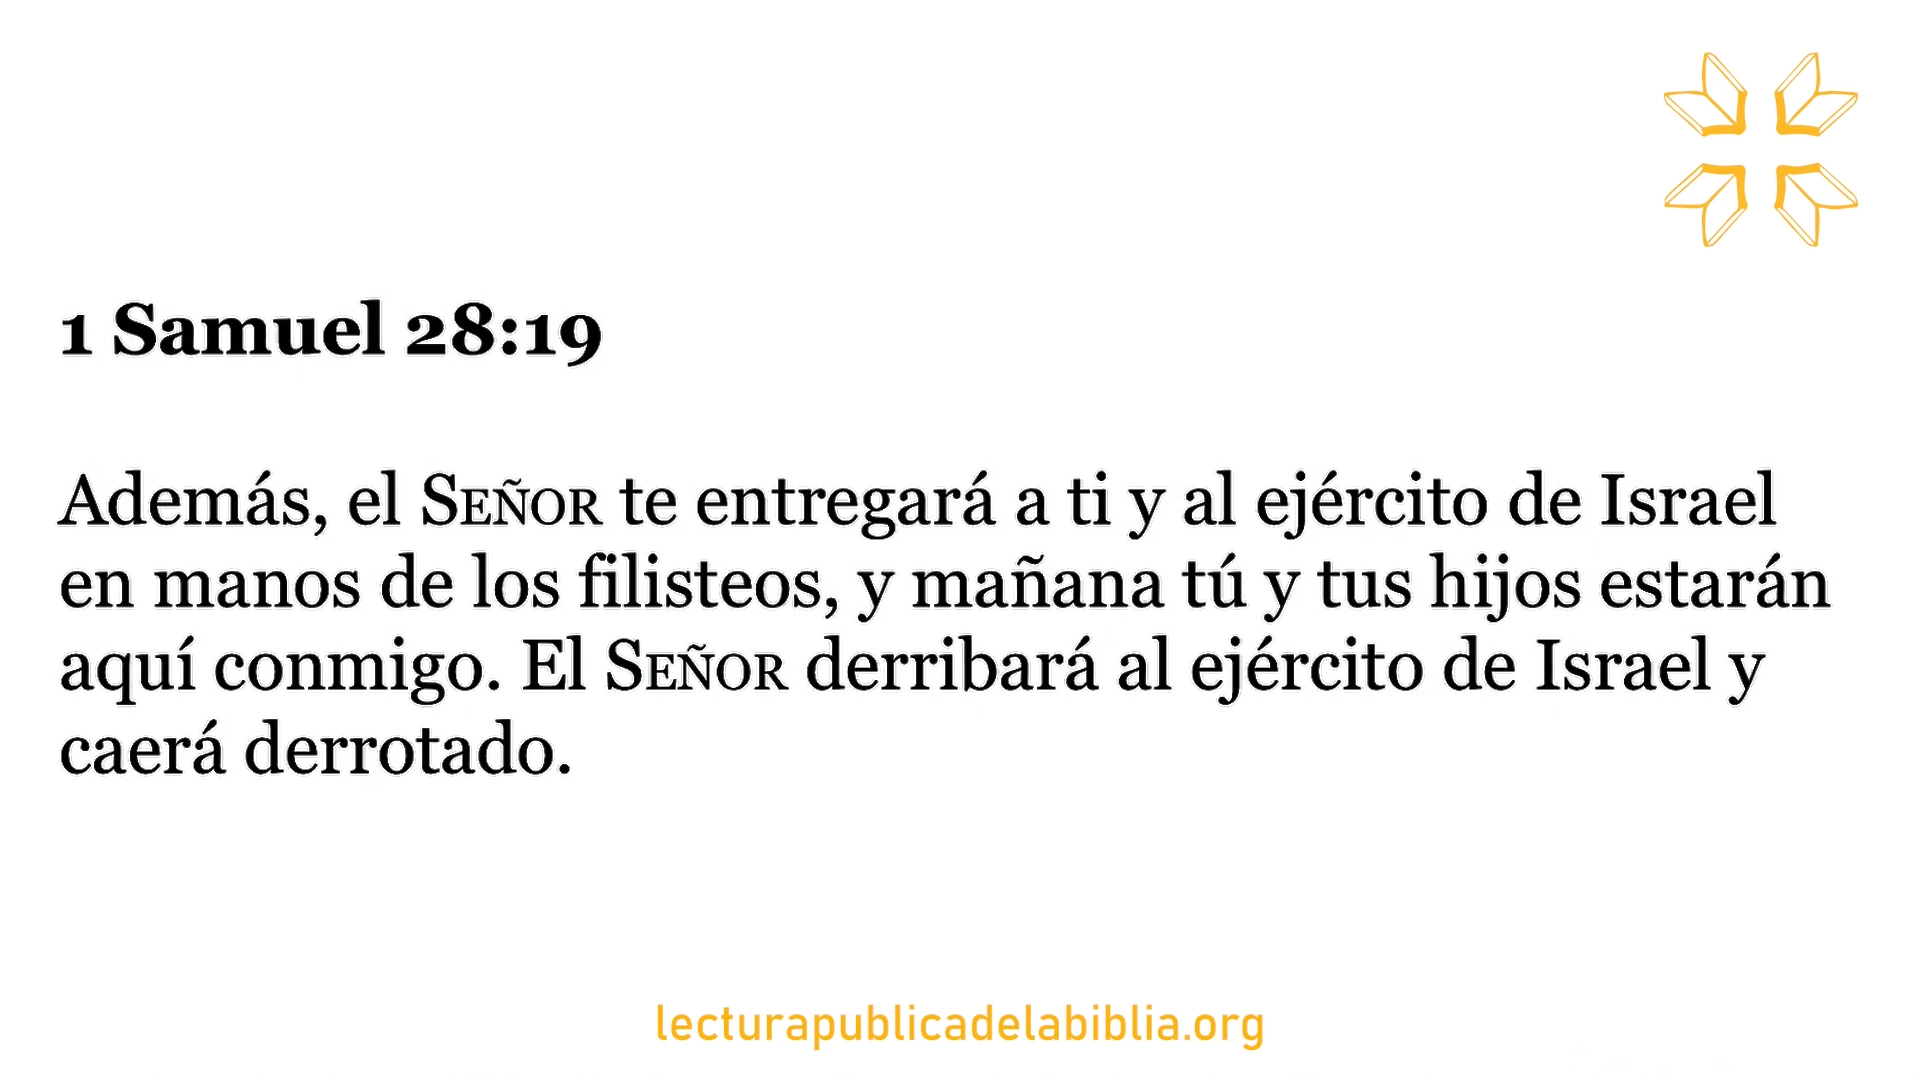 1 Samuel 28:19
Además, el SEÑOR te entregará a ti y al ejército de Israel
en manos de los filisteos, y mañana tú y tus hijos estarán
aquí conmigo. El SEÑOR derribará al ejército de Israel y
caerá derrotado.
lecturapublicadelabiblia.org